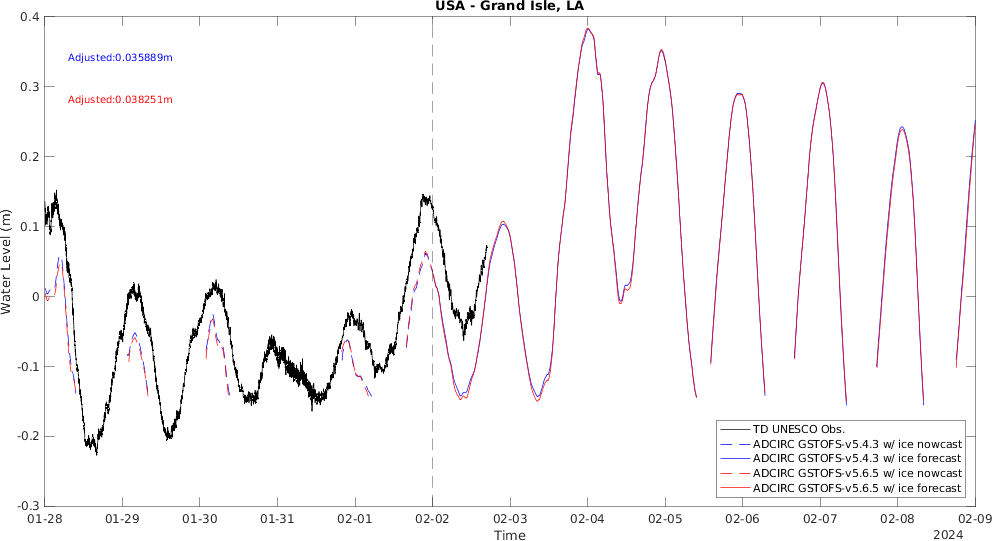 USA - Grand Isle, LA
Adjusted:0.035889m
Adjusted:0.038251m
Water Level (m)
0.4
0.3
0.2
0.1
0
-0.1
-0.2
-0.3
TD UNESCO Obs.
ADCIRC GSTOFS-v5.4.3 w/ ice nowcast
ADCIRC GSTOFS-v5.4.3 w/ ice forecast
ADCIRC GSTOFS-v5.6.5 w/ ice nowcast
ADCIRC GSTOFS-v5.6.5 w/ ice forecast
01-28 01-29 01-30 01-31 02-01 02-02 02-03 02-04 02-05 02-06 02-07 02-08 02-09
Time
2024